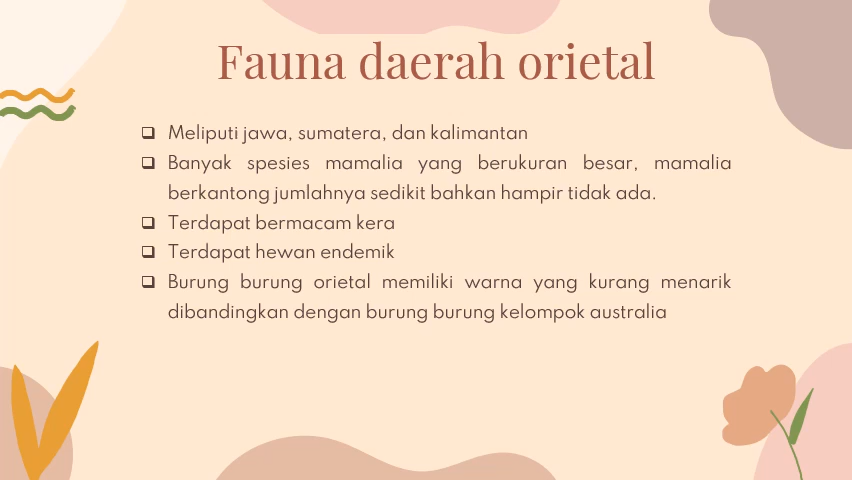 Fauna daerah orietal
❑ Meliputi jawa, sumatera, dan kalimantan
❑ Banyak spesies mamalia yang berukuran besar, mamalia
berkantong jumlahnya sedikit bahkan hampir tidak ada.
❑ Terdapat bermacam kera
❑ Terdapat hewan endemik
❑ Burung burung orietal memiliki warna yang kurang menarik
dibandingkan dengan burung burung kelompok australia